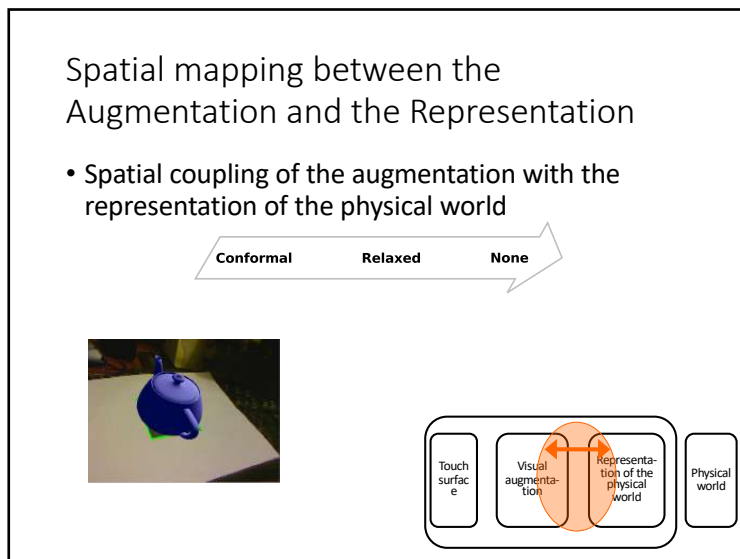 Spatial mapping between the
Augmentation and the Representation
• Spatial coupling of the augmentation with the
representation of the physical world
Conformal Relaxed None
Touch
surfac
e
Visual
augmenta-
tion
Representa-
tion of the
physical
world
Physical
world